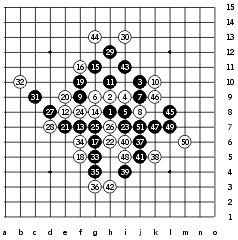 15
14
44 30 13
29 12
16 15 43 11
32 19 11 3 10 10
31 20 9 6 2 4 7 46 9
27 12 24 14 1 5 8 45 8
28 21 13 25 26 23 51 47 49 7
34 17 22 40 37 50 6
18 33 48 41 38 5
35 39 4
36 42 3
2
1
a b c d e f g h i j k l m n o